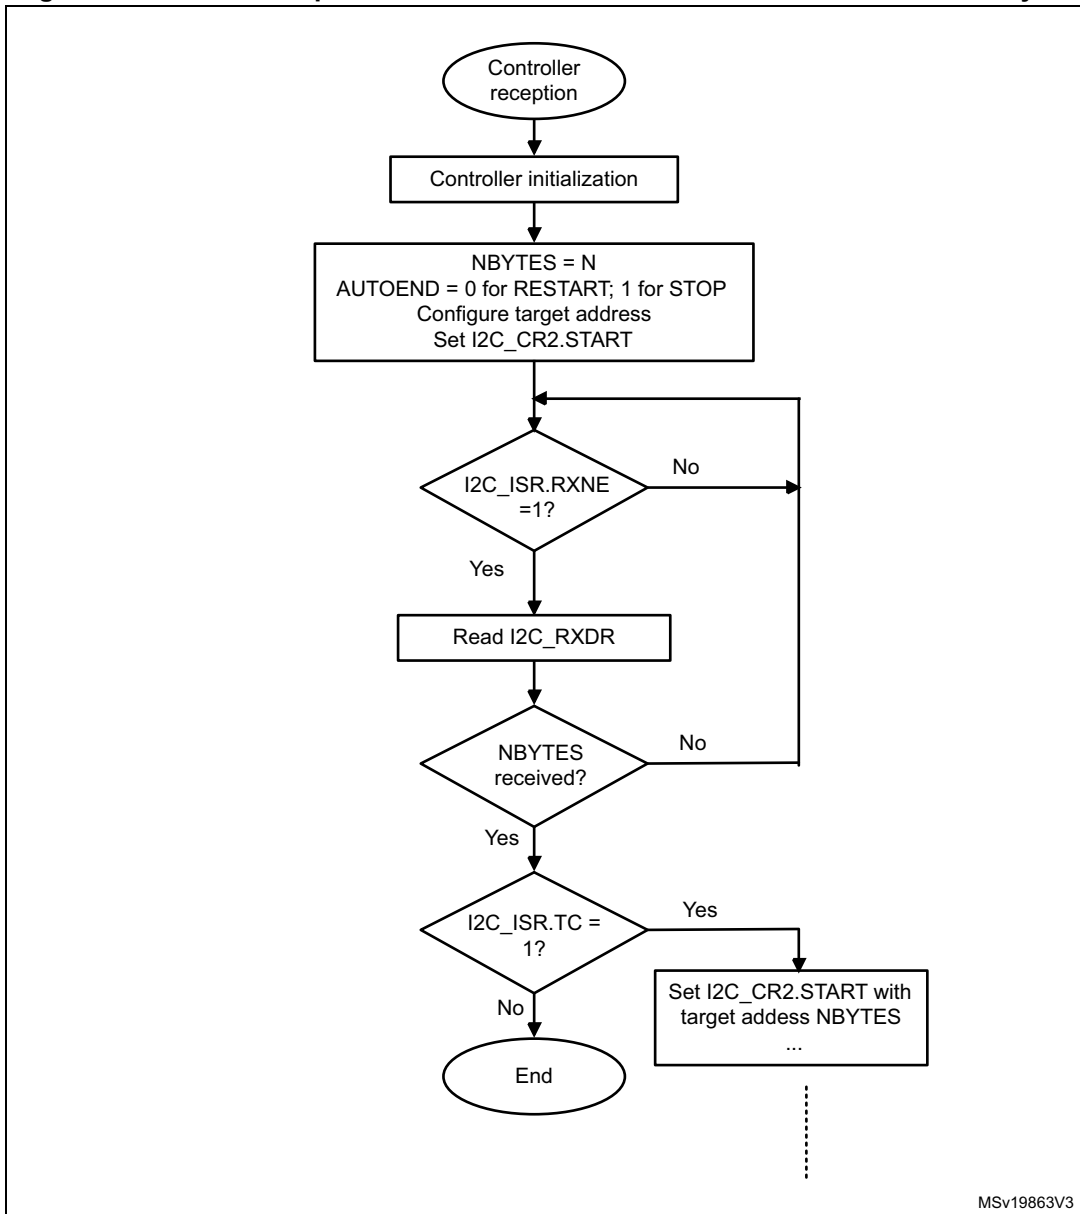 Controller
reception
Controller initialization
NBYTES = N
AUTOEND = 0 for RESTART; 1 for STOP
Configure target address
Set I2C_CR2.START
I2C_ISR.RXNE
=1?
No
Yes
Read I2C_RXDR
NBYTES
received?
No
Yes
I2C_ISR.TC =
1?
Yes
No
Set I2C_CR2.START with
target addess NBYTES
...
End
MSv19863V3